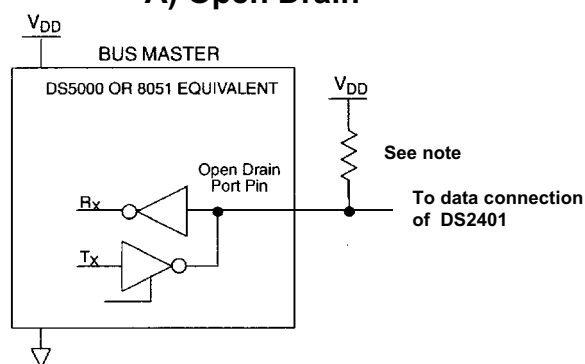 A) Open Drain
VDD
BUS MASTER
DS5000 OR 8051 EQUIVALENT
VDD
See note
Open Drain
Port Pin
RX
To data connection
of DS2401
TX